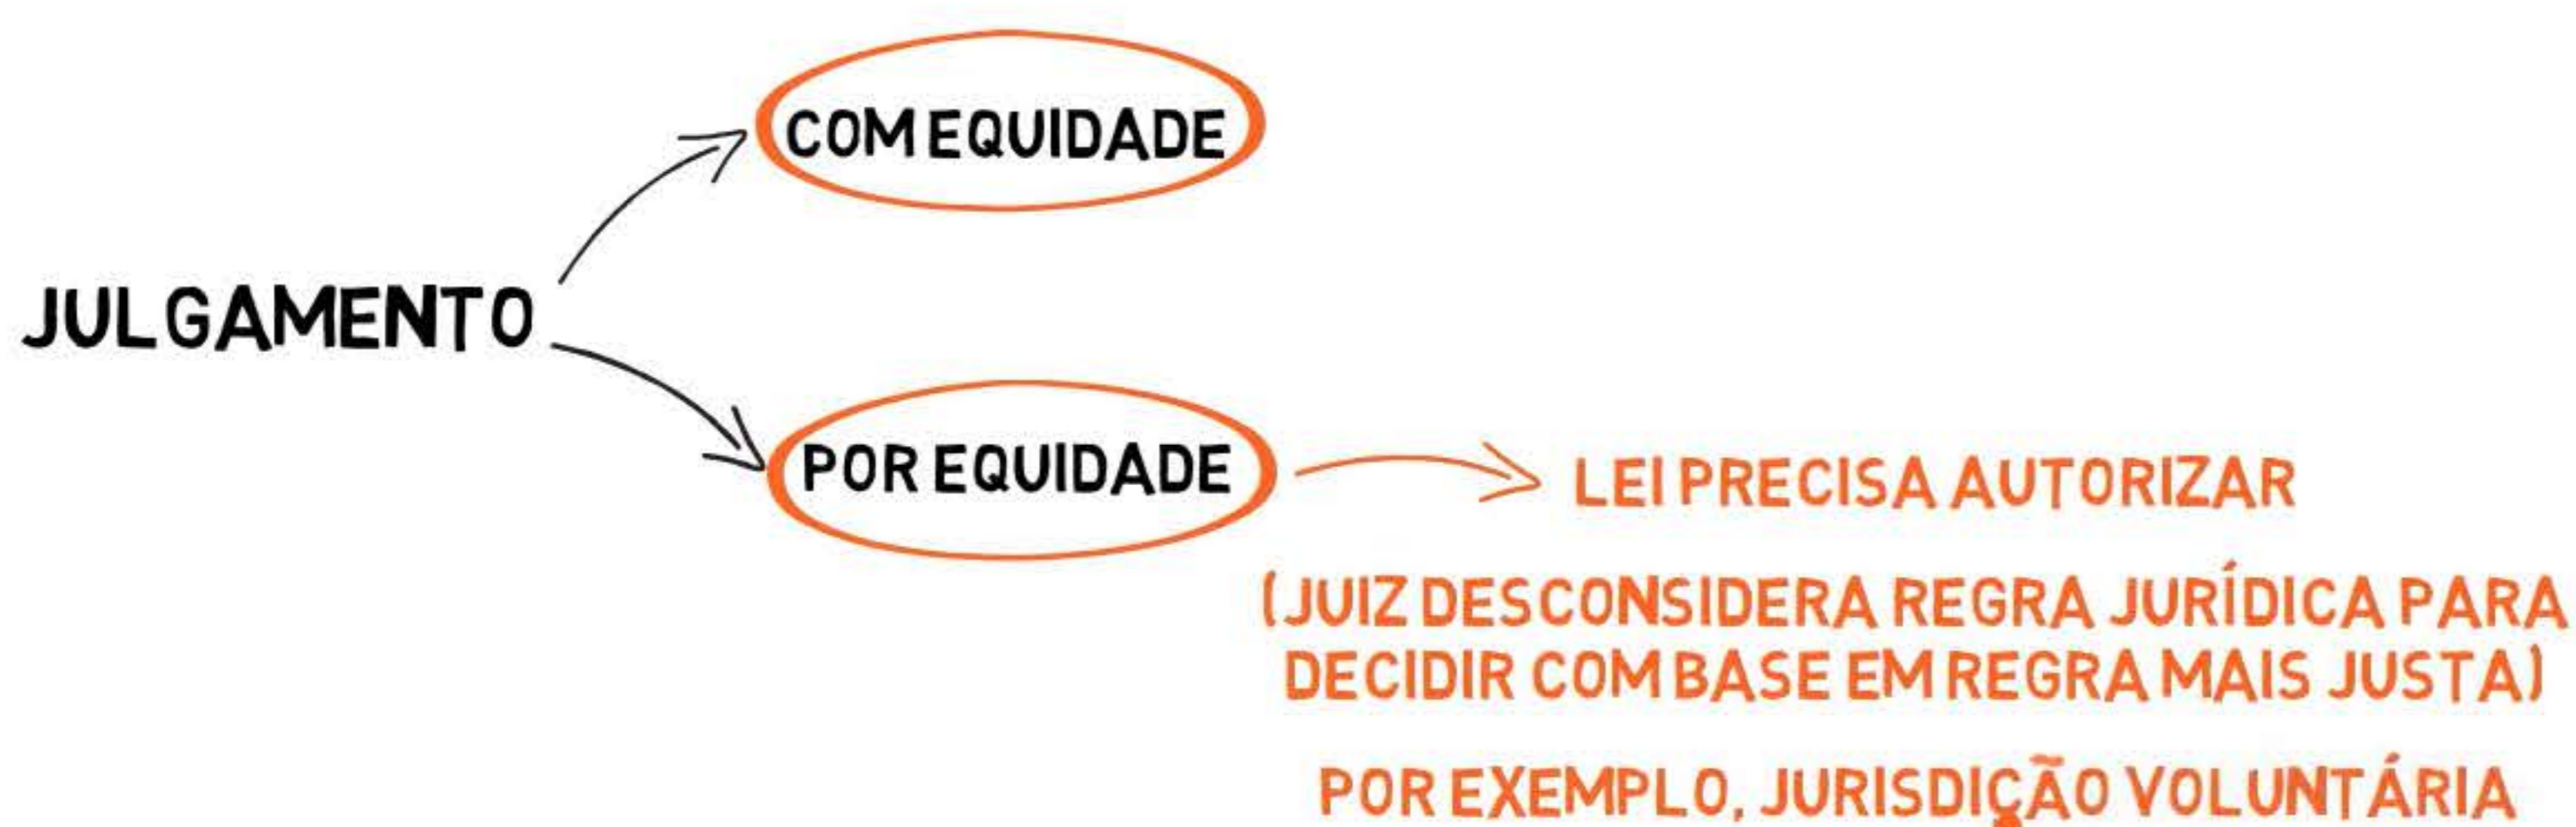 COM EQUIDADE
JULGAMENTO
POR EQUIDADE
LEI PRECISA AUTORIZAR
(JUIZ DESCONSIDERA REGRA JURÍDICA PARA
DECIDIR COM BASE EM REGRA MAIS JUSTA)
POR EXEMPLO, JURISDIÇÃO VOLUNTÁRIA